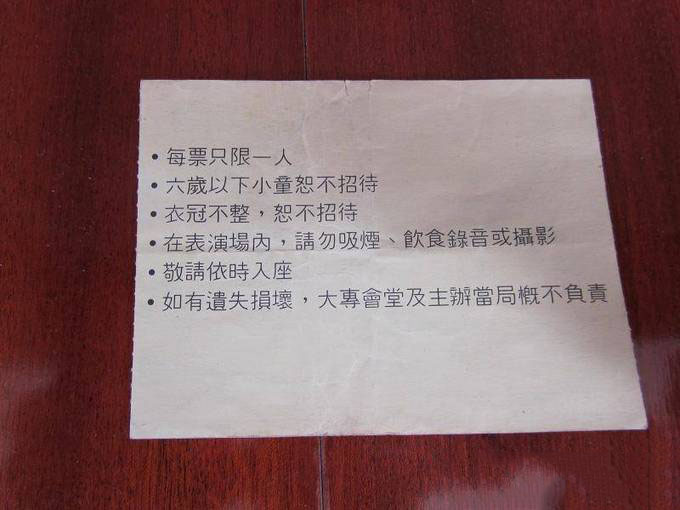 • 每票只限一人
• 六歲以下小童恕不招待
• 衣冠不整，恕不招待
• 在表演場內，請勿吸煙、飲食錄音或攝影
• 敬請依時入座
• 如有遺失損壞，大專會堂及主辦當局概不負責